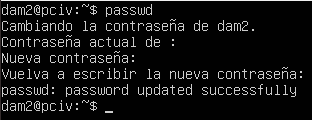 dam2@pciv:~$ passwd
Cambiando la contraseña de dam2.
Contraseña actual de :
Nueva contraseña:
Vuelva a escribir la nueva contraseña:
passwd: password updated successfully
dam2@pciv:~$ _